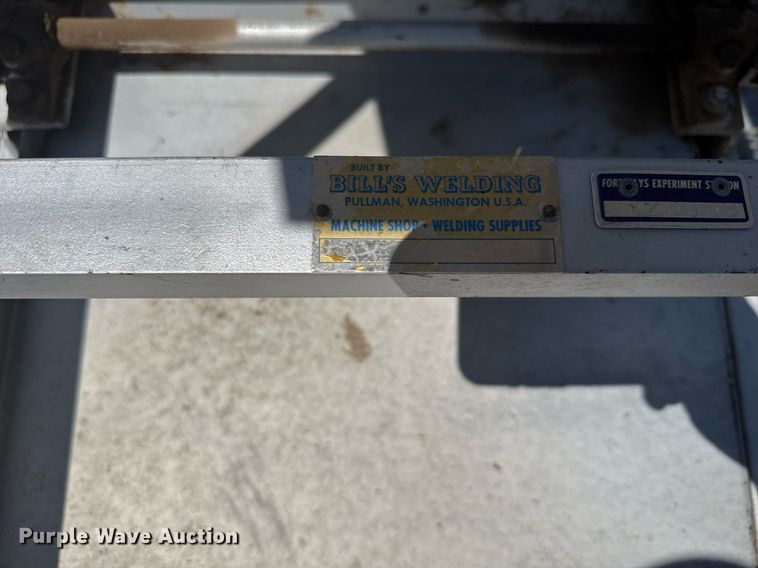 BUILT BY
BILL'S WELDING
PULLMAN, WASHINGTON U.S.A.
MACHINE SHOP • WELDING SUPPLIES
FORT HAYS EXPERIMENT STATION
Purple Wave Auction